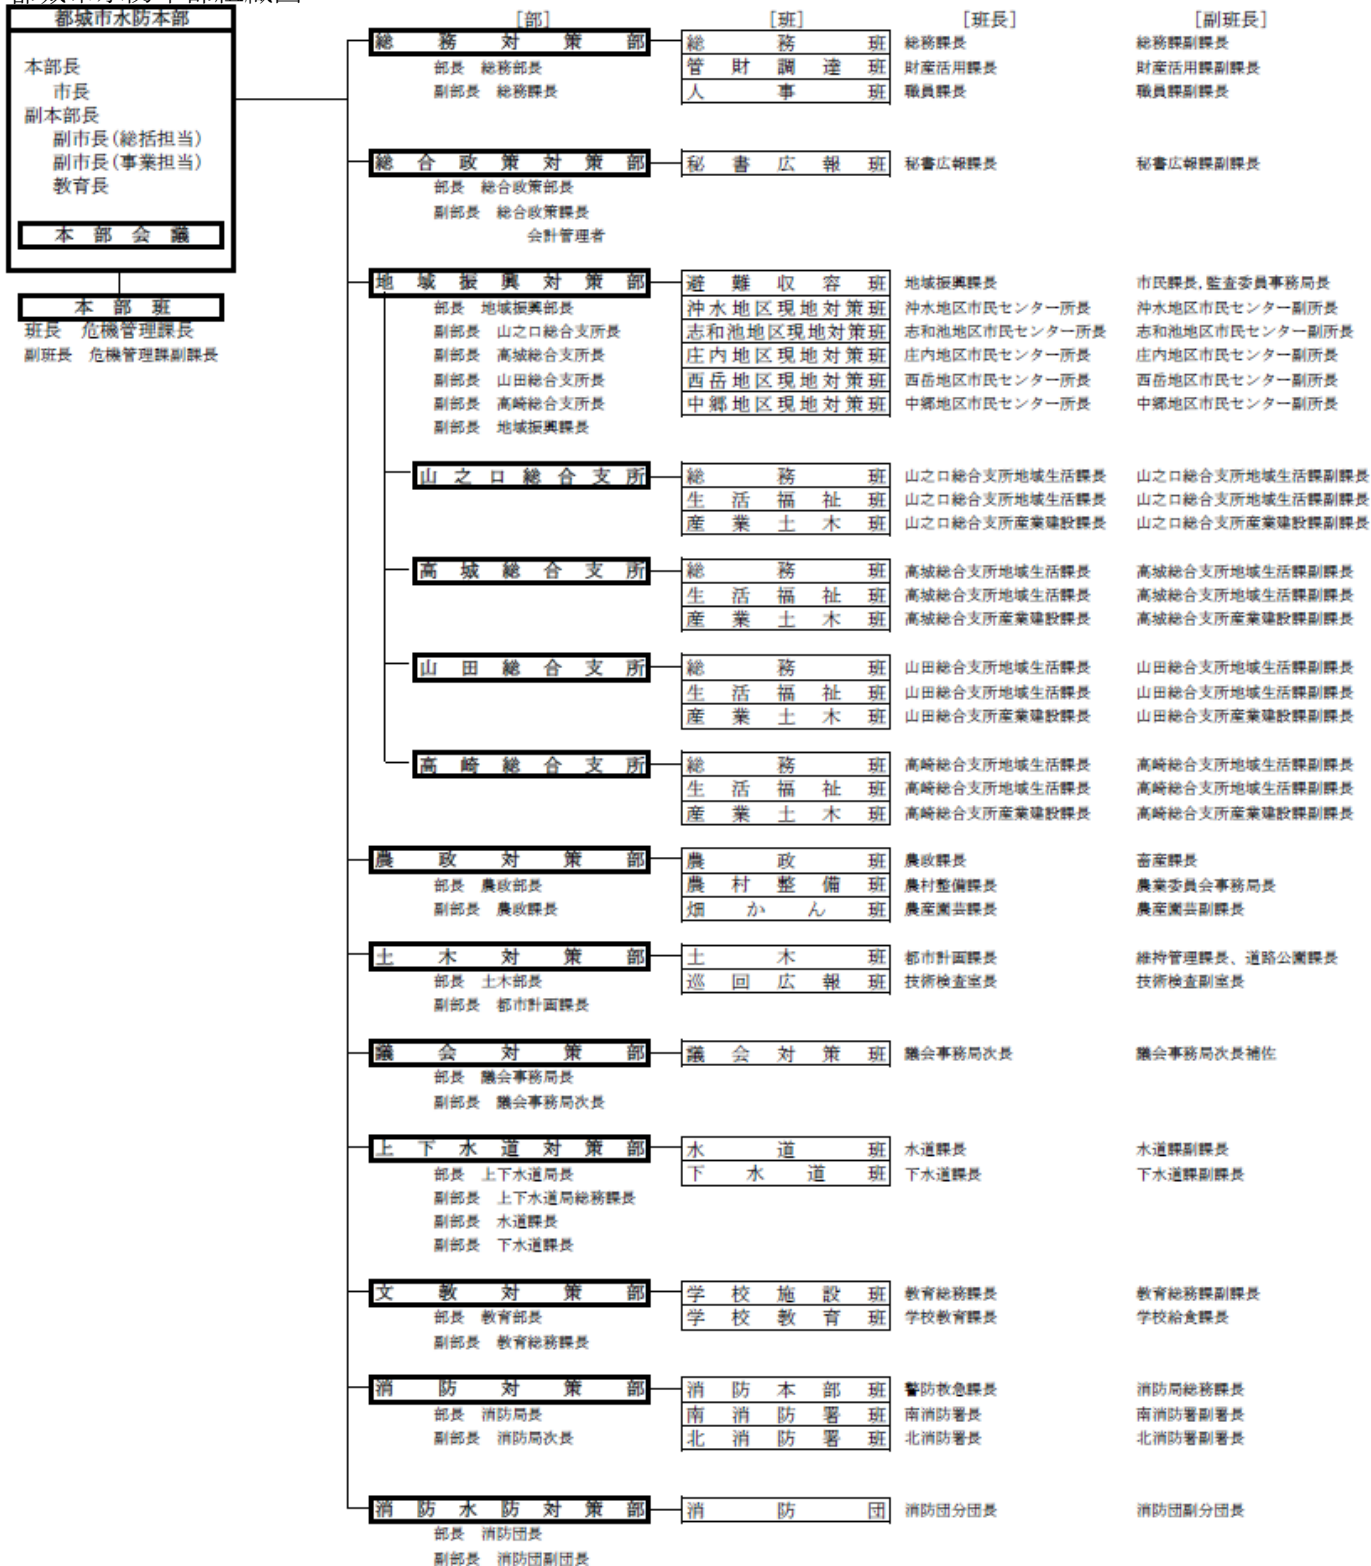 都城市水防本部
本部長
市長
副本部長
副市長(総括担当)
副市長(事業担当)
教育長
本部会議
本部班
班長 危機管理課長
副班長 危機管理課副課長
[部] [班] [班長] [副班長]
総務対策部 総務班 総務課長 総務課副課長
部長 総務部長 管財調達班 財産活用課長 財産活用課副課長
副部長 総務課長 人事班 職員課長 職員課副課長
総合政策対策部 秘書広報班 秘書広報課長 秘書広報課副課長
部長 総合政策部長
副部長 総合政策課長
会計管理者
地域振興対策部 避難収容班 地域振興課長 市民課長,監査委員事務局長
部長 地域振興部長 沖水地区現地対策班 沖水地区市民センター所長 沖水地区市民センター副所長
副部長 山之口総合支所長 志和池地区現地対策班 志和池地区市民センター所長 志和池地区市民センター副所長
副部長 高城総合支所長 庄内地区現地対策班 庄内地区市民センター所長 庄内地区市民センター副所長
副部長 山田総合支所長 西岳地区現地対策班 西岳地区市民センター所長 西岳地区市民センター副所長
副部長 高崎総合支所長 中郷地区現地対策班 中郷地区市民センター所長 中郷地区市民センター副所長
副部長 地域振興課長
山之口総合支所 総務班 山之口総合支所地域生活課長 山之口総合支所地域生活課副課長
生活福祉班 山之口総合支所地域生活課長 山之口総合支所地域生活課副課長
産業土木班 山之口総合支所産業建設課長 山之口総合支所産業建設課副課長
高城総合支所 総務班 高城総合支所地域生活課長 高城総合支所地域生活課副課長
生活福祉班 高城総合支所地域生活課長 高城総合支所地域生活課副課長
産業土木班 高城総合支所産業建設課長 高城総合支所産業建設課副課長
山田総合支所 総務班 山田総合支所地域生活課長 山田総合支所地域生活課副課長
生活福祉班 山田総合支所地域生活課長 山田総合支所地域生活課副課長
産業土木班 山田総合支所産業建設課長 山田総合支所産業建設課副課長
高崎総合支所 総務班 高崎総合支所地域生活課長 高崎総合支所地域生活課副課長
生活福祉班 高崎総合支所地域生活課長 高崎総合支所地域生活課副課長
産業土木班 高崎総合支所産業建設課長 高崎総合支所産業建設課副課長
農政対策部 農政班 農政課長 畜産課長
部長 農政部長 農村整備班 農村整備課長 農業委員会事務局長
副部長 農政課長 畑かん班 農産園芸課長 農産園芸副課長
土木対策部 土木班 都市計画課長 維持管理課長、道路公園課長
部長 土木部長 巡回広報班 技術検査室長 技術検査副室長
副部長 都市計画課長
議会対策部 議会対策班 議会事務局次長 議会事務局次長補佐
部長 議会事務局長
副部長 議会事務局次長
上下水道対策部 水道班 水道課長 水道課副課長
部長 上下水道局長 下水道班 下水道課長 下水道課副課長
副部長 上下水道局総務課長
副部長 水道課長
副部長 下水道課長
文教対策部 学校施設班 教育総務課長 教育総務課副課長
部長 教育部長 学校教育班 学校教育課長 学校給食課長
副部長 教育総務課長
消防対策部 消防本部班 警防救急課長 消防局総務課長
部長 消防局長 南消防署班 南消防署長 南消防署副署長
副部長 消防局次長 北消防署班 北消防署長 北消防署副署長
消防水防対策部 消防団 消防団分団長 消防団副分団長
部長 消防団長
副部長 消防団副団長